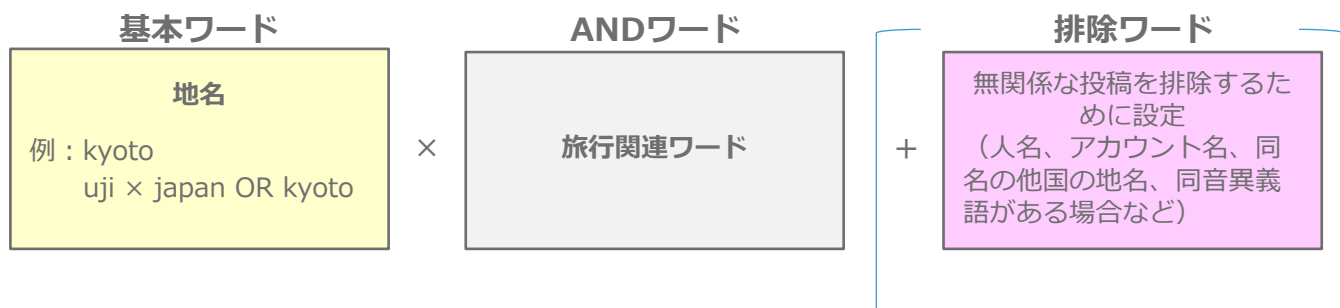 基本ワード
ANDワード
排除ワード
地名
例：kyoto
uji × japan OR kyoto
×
旅行関連ワード
＋
無関係な投稿を排除するた
めに設定
（人名、アカウント名、同
名の他国の地名、同音異義
語がある場合など）